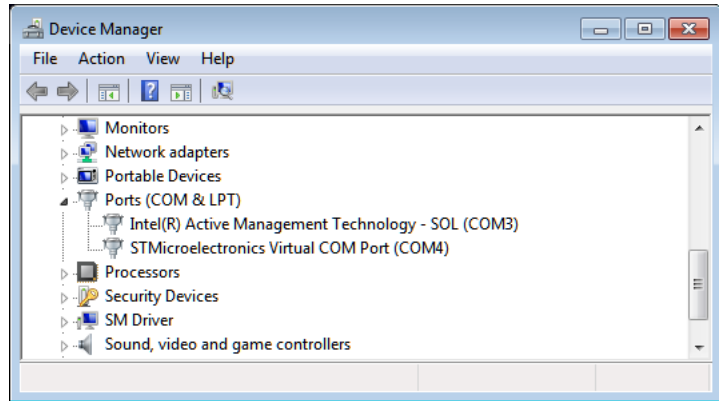 Device Manager
File Action View Help
Monitors
Network adapters
Portable Devices
Ports (COM & LPT)
Intel(R) Active Management Technology - SOL (COM3)
STMicroelectronics Virtual COM Port (COM4)
Processors
Security Devices
SM Driver
Sound, video and game controllers